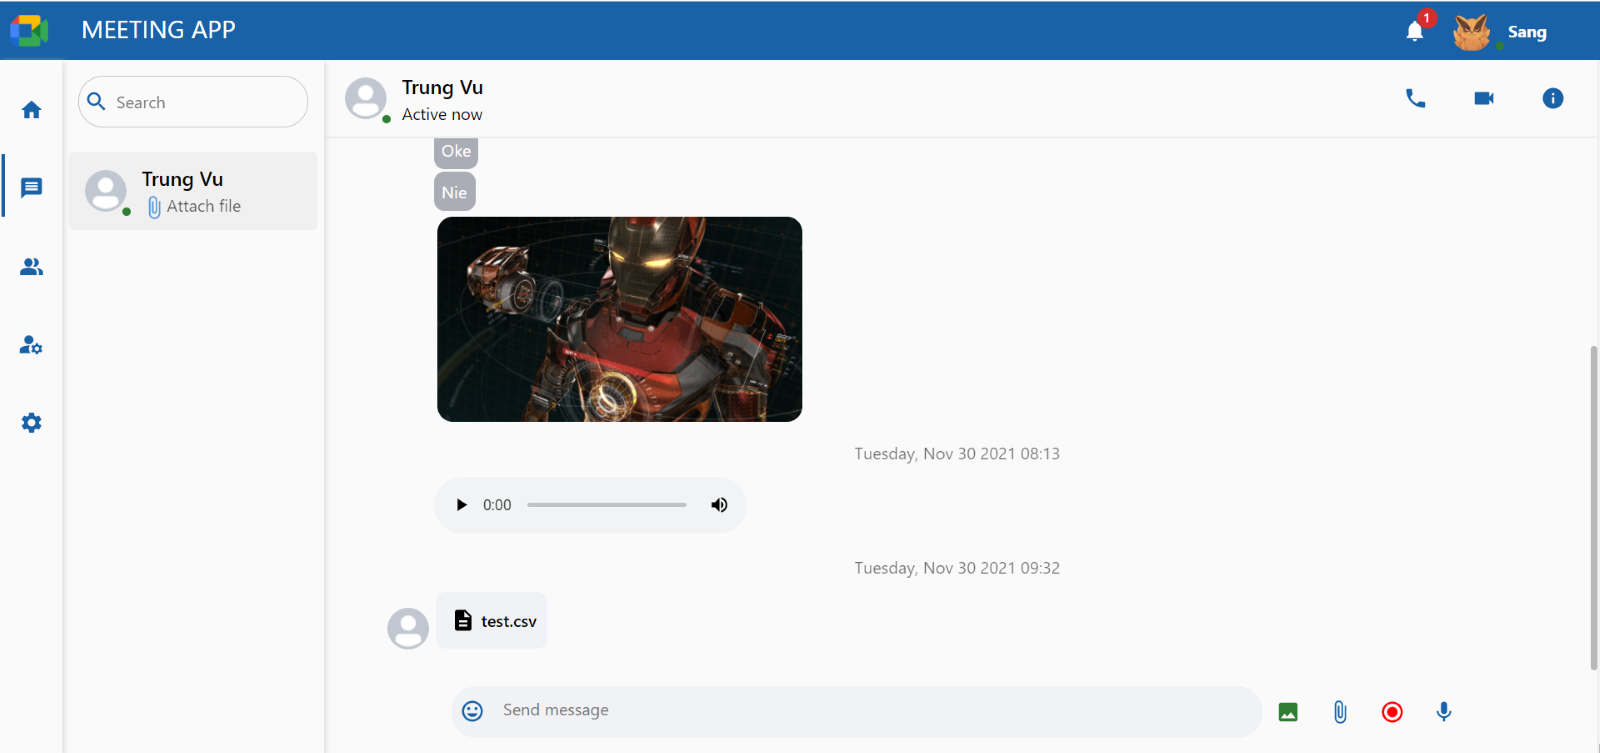 MEETING APP
1
Sang
Search
Trung Vu
Attach file
Trung Vu
Active now
Oke
Nie
Tuesday, Nov 30 2021 08:13
0:00
Tuesday, Nov 30 2021 09:32
test.csv
Send message